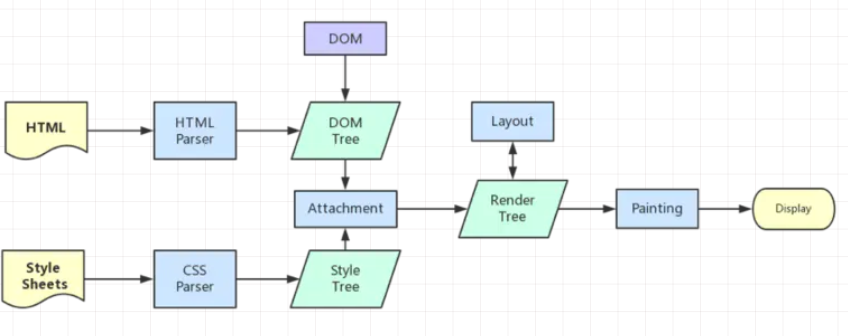 DOM
HTML
HTML
Parser
DOM
Tree
Layout
Attachment
Render
Tree
Painting
Display
Style
Sheets
CSS
Parser
Style
Tree